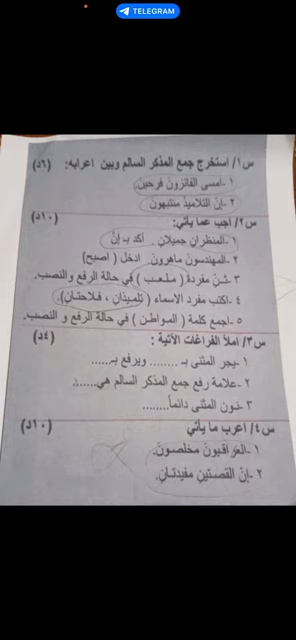 TELEGRAM
س١/ استخرج جمع المذكر السالم وبين اعرابه: (٦د)
١-أمسى الفائزون فرحين.
٢-إنّ التلاميذ منتبهون
س٢/ أجب عما يأتي: (١٠د)
١-المنظران جميلان. أكد بـ إنّ
٢-المهندسون ماهرون. ادخل ( اصبح)
٣-ثنّ مفردة ( ملعب ) في حالة الرفع والنصب.
٤-اكتب مفرد الاسماء ( تلميذان ، فلاحتان).
٥-اجمع كلمة (المواطن ) في حالة الرفع و النصب.
س٣/ املأ الفراغات الآتية : (٤د)
١-يجر المثنى بـ ........ ويرفع بـ......
٢-علامة رفع جمع المذكر السالم هي.......
٣-نون المثنى دائماً........
س٤/ اعرب ما يأتي (١٠د)
١-العراقيون مخلصون.
٢-إنّ القصتين مفيدتان.